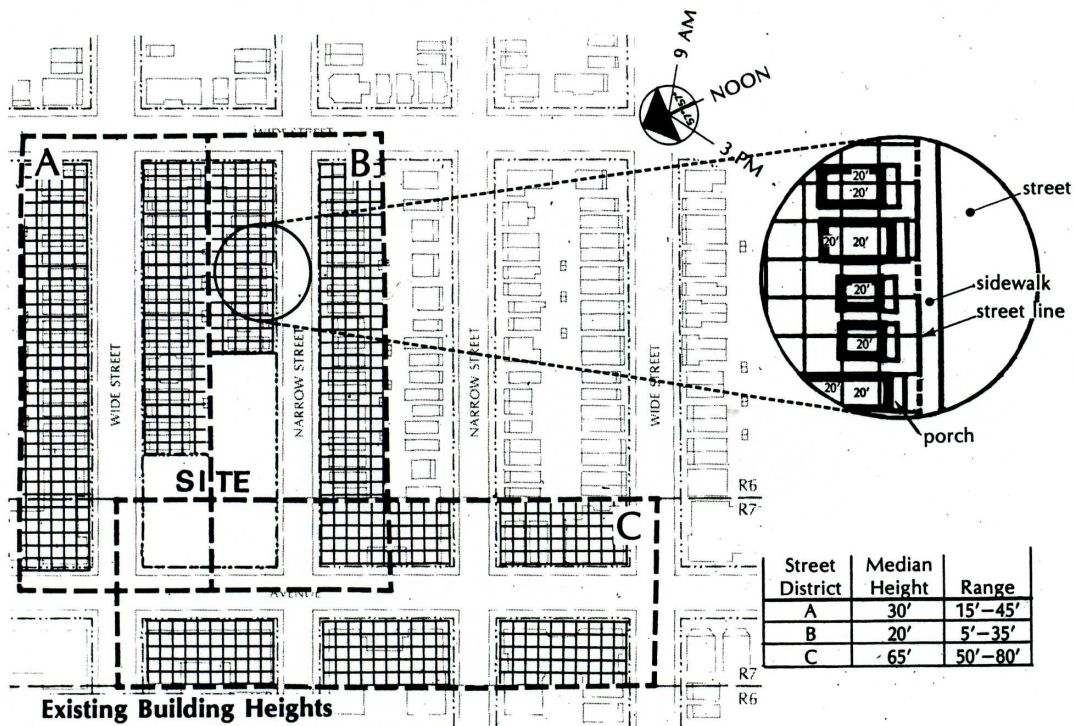 9 AM
NOON
57°57'
3 PM
WIDE STREET
A
B
20'
20'
20'
20'
20'
20'
20'
20'
street
sidewalk
street line
porch
WIDE STREET
NARROW STREET
NARROW STREET
WIDE STREET
SITE
R6
R7
C
AVENUE
R7
R6
Street District Median Height Range
A 30' 15'–45'
B 20' 5'–35'
C 65' 50'–80'
Existing Building Heights